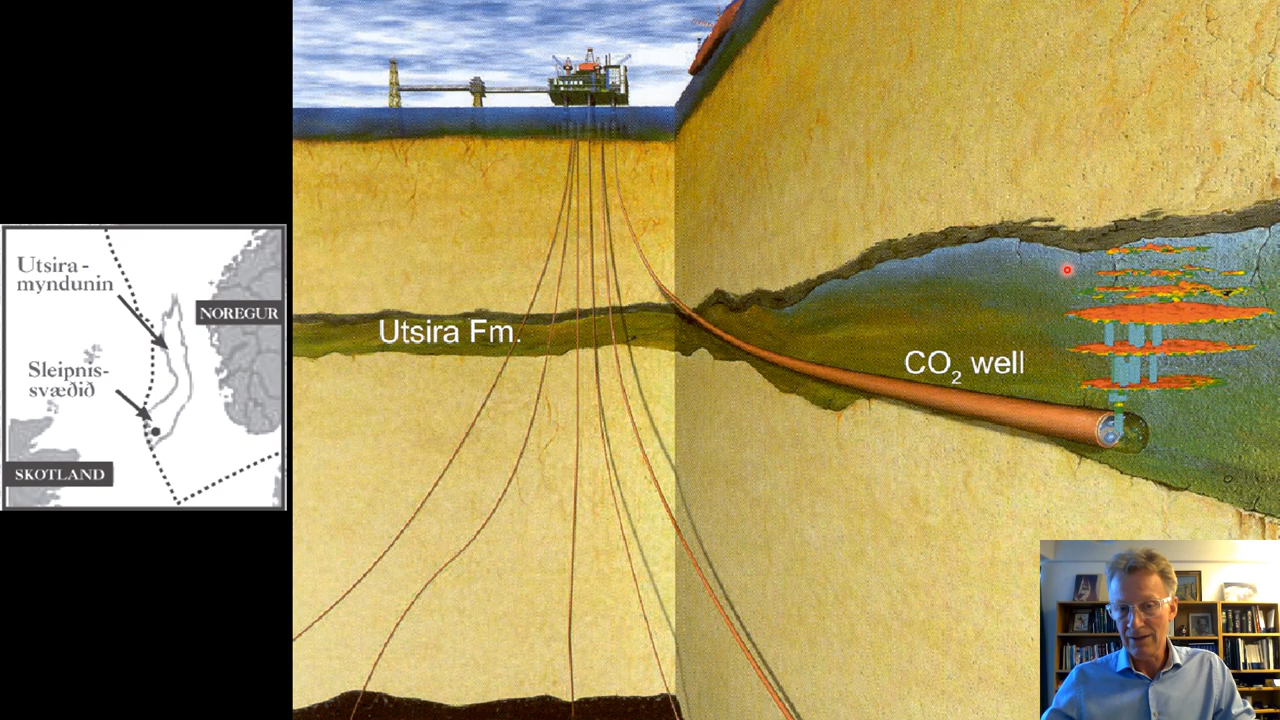 Utsira-
myndunin
NOREGUR
Sleipnis-
svæðið
SKOTLAND
Utsira Fm.
CO2 well